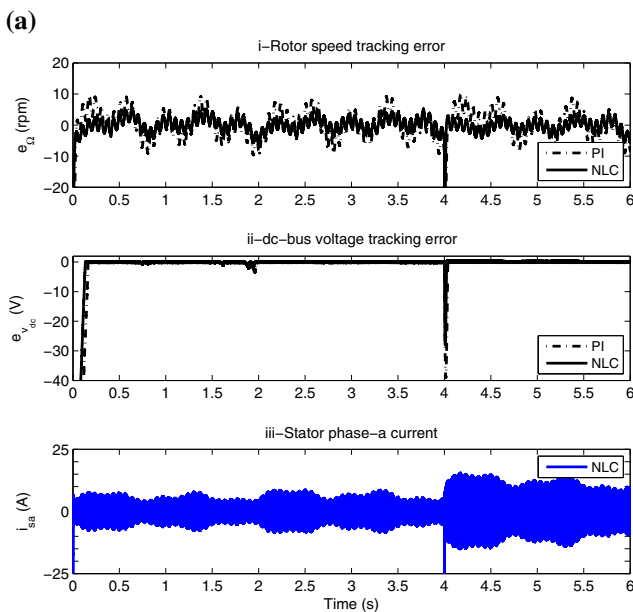 (a)
i-Rotor speed tracking error
20
10
0
-10
-20
e_Ω (rpm)
PI
NLC
0 0.5 1 1.5 2 2.5 3 3.5 4 4.5 5 5.5 6
ii-dc-bus voltage tracking error
0
-10
-20
-30
-40
e_v_dc (V)
PI
NLC
0 0.5 1 1.5 2 2.5 3 3.5 4 4.5 5 5.5 6
iii-Stator phase-a current
25
0
-25
i_sa (A)
NLC
0 0.5 1 1.5 2 2.5 3 3.5 4 4.5 5 5.5 6
Time (s)